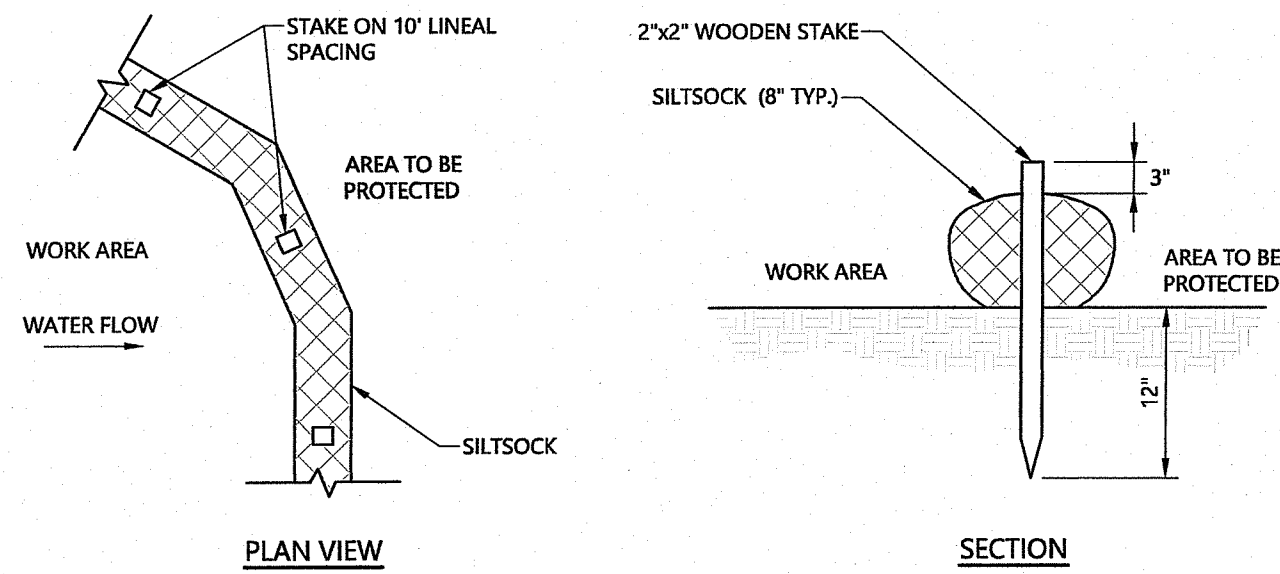 STAKE ON 10' LINEAL
SPACING
AREA TO BE
PROTECTED
WORK AREA
WATER FLOW
SILTSOCK
PLAN VIEW
2"x2" WOODEN STAKE
SILTSOCK (8" TYP.)
3"
WORK AREA
AREA TO BE
PROTECTED
12"
SECTION